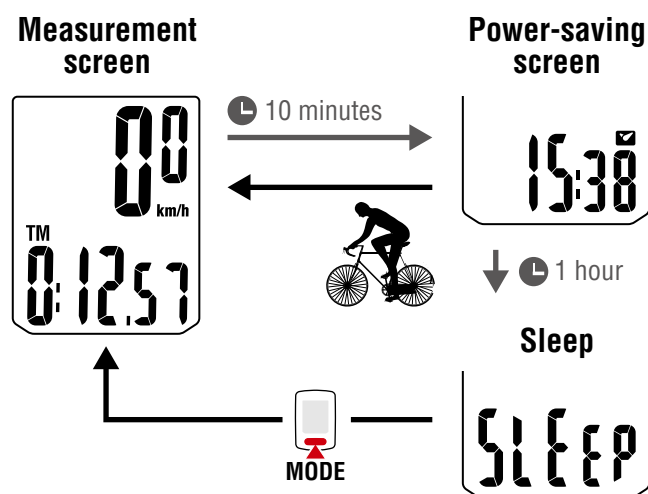 Measurement
screen
Power-saving
screen
10 minutes
00
km/h
15:38
TM
0:12.57
1 hour
Sleep
SLEEP
MODE